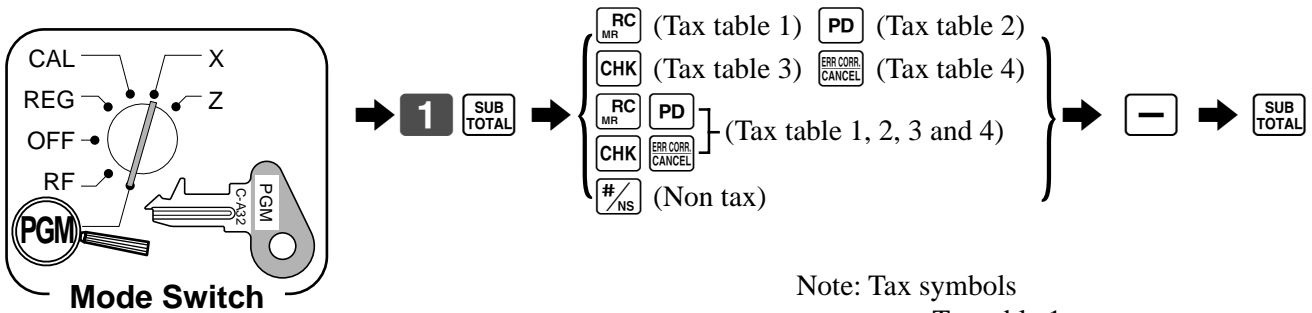 CAL X
REG Z
OFF
RF
PGM
PGM
C-A32
Mode Switch
1 SUB TOTAL
RC MR (Tax table 1) PD (Tax table 2)
CHK (Tax table 3) ERR CORR. CANCEL (Tax table 4)
RC MR PD
(Tax table 1, 2, 3 and 4)
CHK ERR CORR. CANCEL
#/NS (Non tax)
− SUB TOTAL
Note: Tax symbols